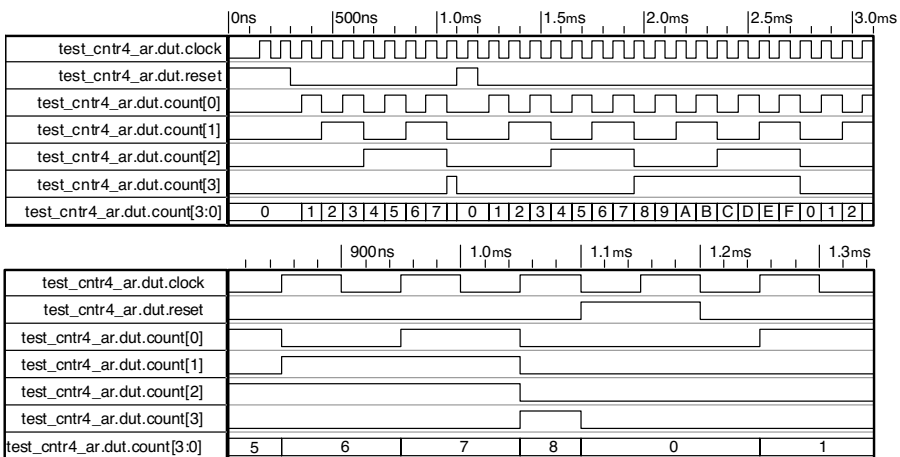 0ns 500ns 1.0ms 1.5ms 2.0ms 2.5ms 3.0ms
test_cntr4_ar.dut.clock
test_cntr4_ar.dut.reset
test_cntr4_ar.dut.count[0]
test_cntr4_ar.dut.count[1]
test_cntr4_ar.dut.count[2]
test_cntr4_ar.dut.count[3]
test_cntr4_ar.dut.count[3:0] 0 1 2 3 4 5 6 7 0 1 2 3 4 5 6 7 8 9 A B C D E F 0 1 2
900ns 1.0ms 1.1ms 1.2ms 1.3ms
test_cntr4_ar.dut.clock
test_cntr4_ar.dut.reset
test_cntr4_ar.dut.count[0]
test_cntr4_ar.dut.count[1]
test_cntr4_ar.dut.count[2]
test_cntr4_ar.dut.count[3]
test_cntr4_ar.dut.count[3:0] 5 6 7 8 0 1